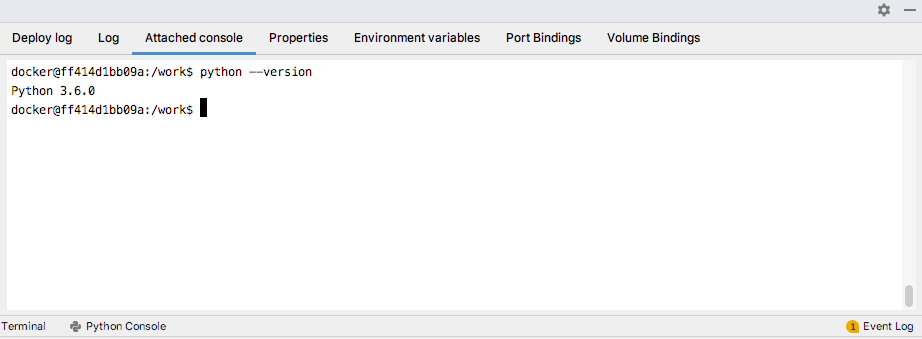 Deploy log Log Attached console Properties Environment variables Port Bindings Volume Bindings
docker@ff414d1bb09a:/work$ python --version
Python 3.6.0
docker@ff414d1bb09a:/work$
Terminal Python Console 1 Event Log